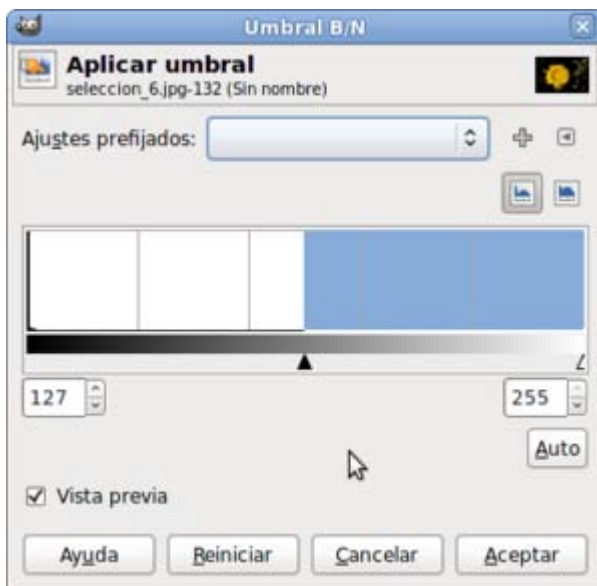 Umbral B/N
Aplicar umbral
seleccion_6.jpg-132 (Sin nombre)
Ajustes prefijados:
127
255
Auto
Vista previa
Ayuda
Reiniciar
Cancelar
Aceptar